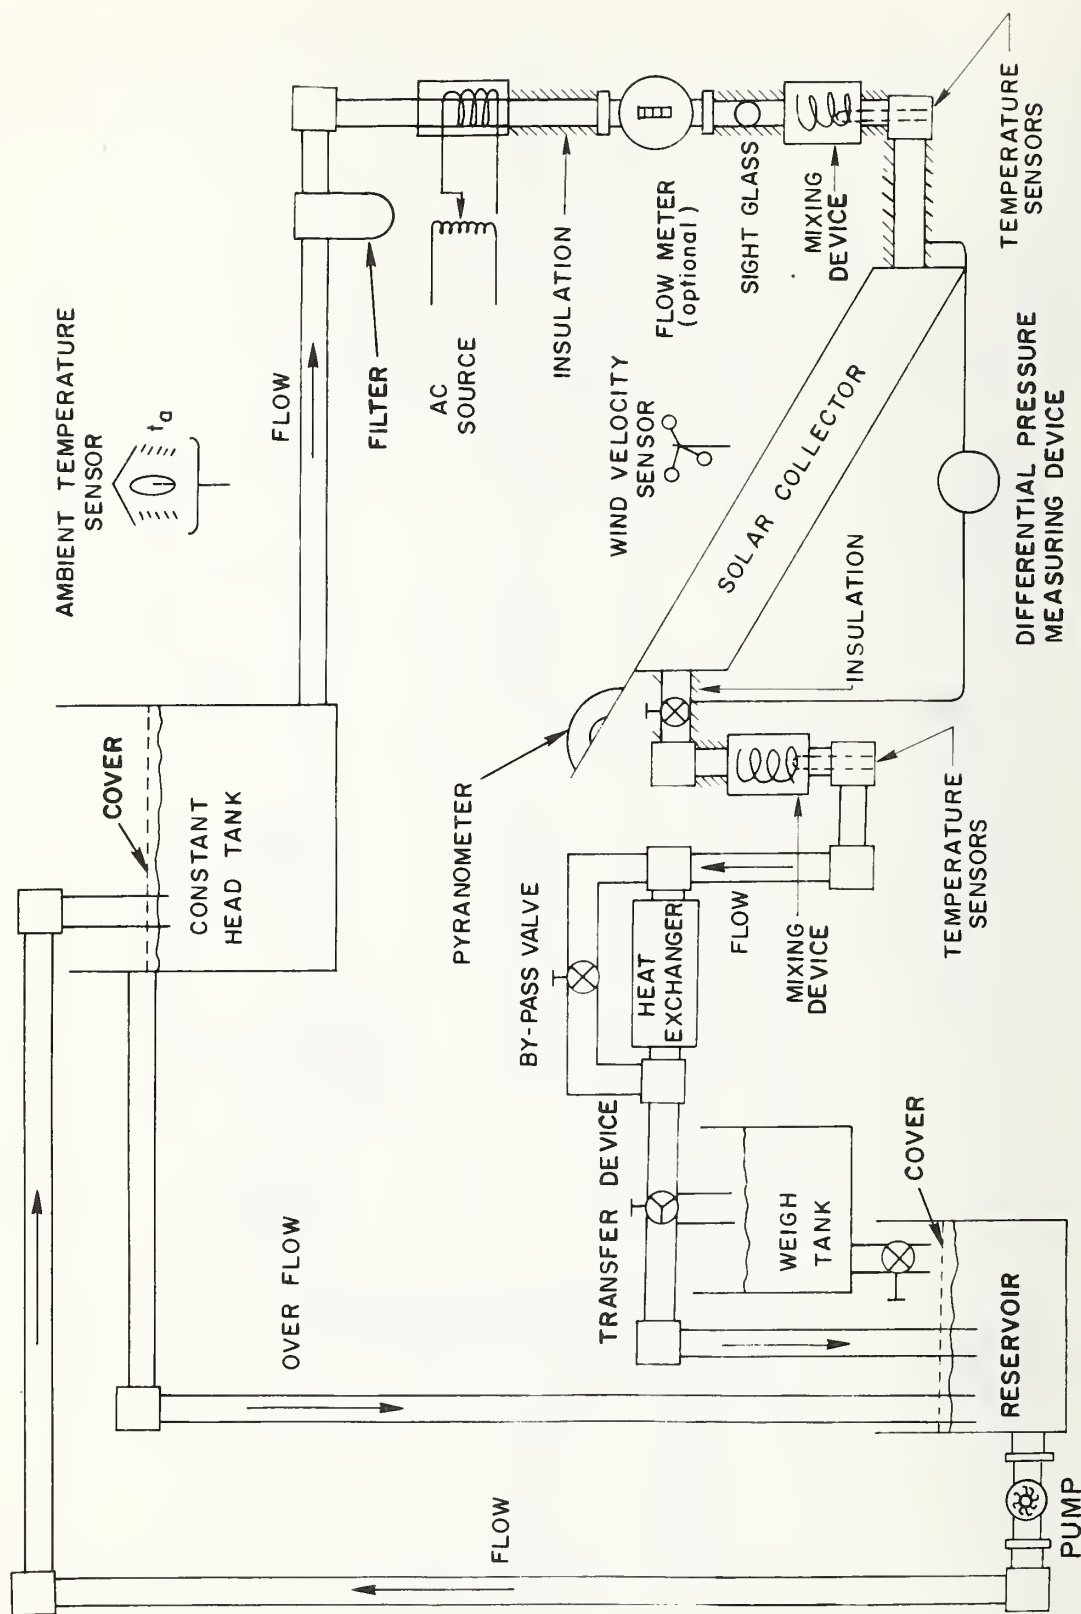 AMBIENT TEMPERATURE
SENSOR
ta
COVER
CONSTANT
HEAD TANK
FLOW
FILTER
AC
SOURCE
INSULATION
FLOW METER
(optional)
SIGHT GLASS
MIXING
DEVICE
TEMPERATURE
SENSORS
WIND VELOCITY
SENSOR
PYRANOMETER
SOLAR COLLECTOR
INSULATION
DIFFERENTIAL PRESSURE
MEASURING DEVICE
OVER FLOW
BY-PASS VALVE
HEAT
EXCHANGER
FLOW
MIXING
DEVICE
TEMPERATURE
SENSORS
TRANSFER DEVICE
WEIGH
TANK
COVER
FLOW
RESERVOIR
PUMP